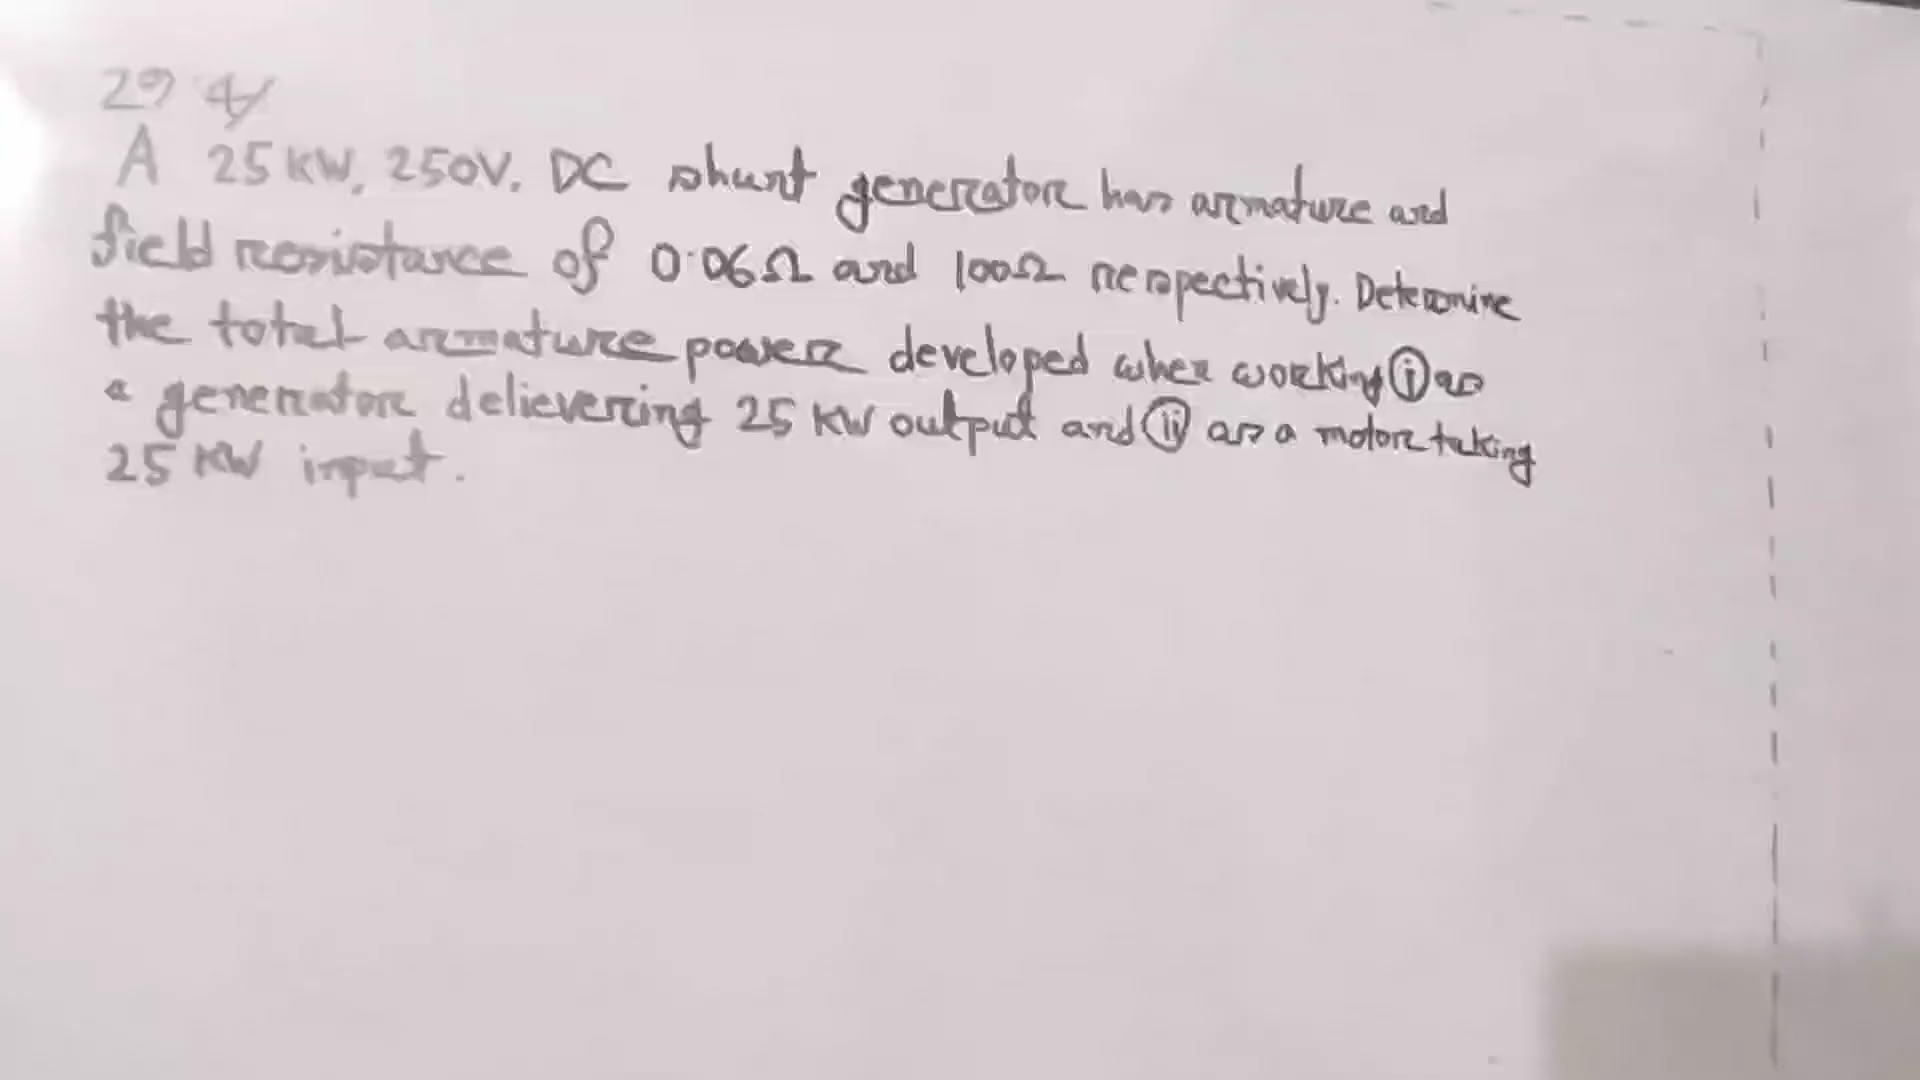 29 4
A 25 KW, 250V. DC shunt generator has armature and
field resistance of 0.06Ω and 100Ω respectively. Determine
the total armature power developed when working (i) as
a generator delievering 25 KW output and (ii) as a motor taking
25 KW input.